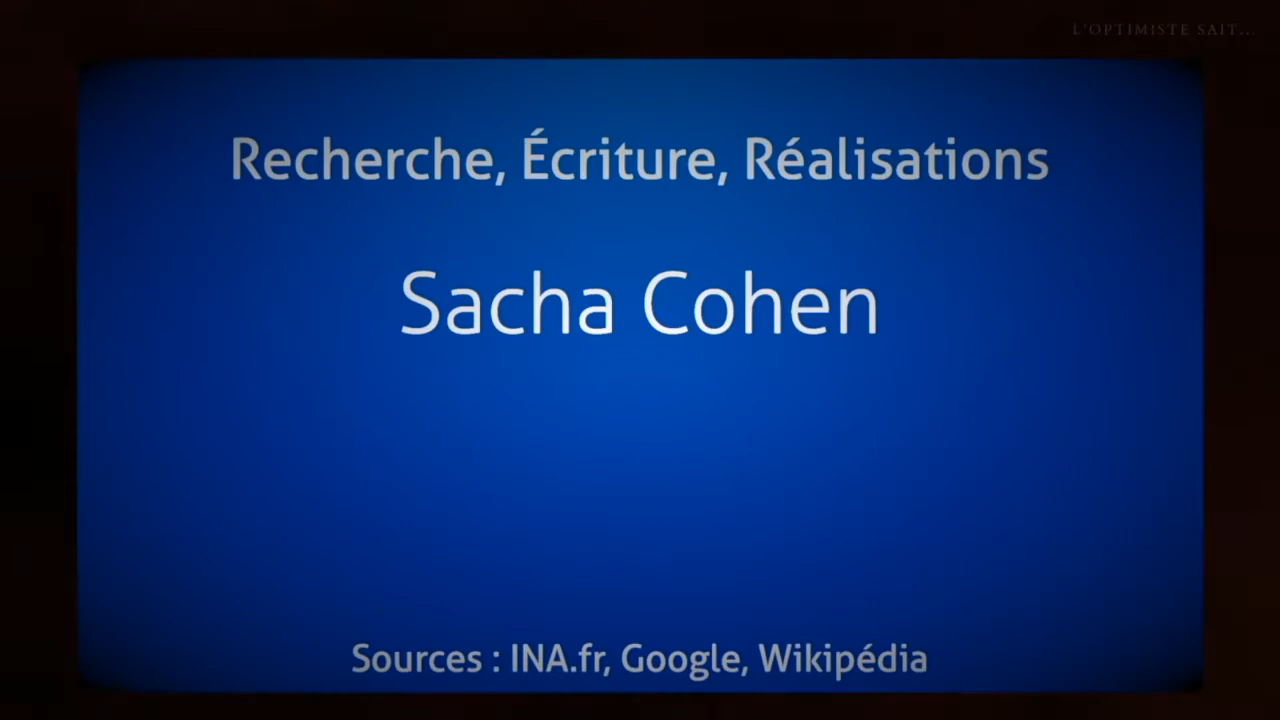 L'OPTIMISTE SAIT...
Recherche, Écriture, Réalisations
Sacha Cohen
Sources : INA.fr, Google, Wikipédia